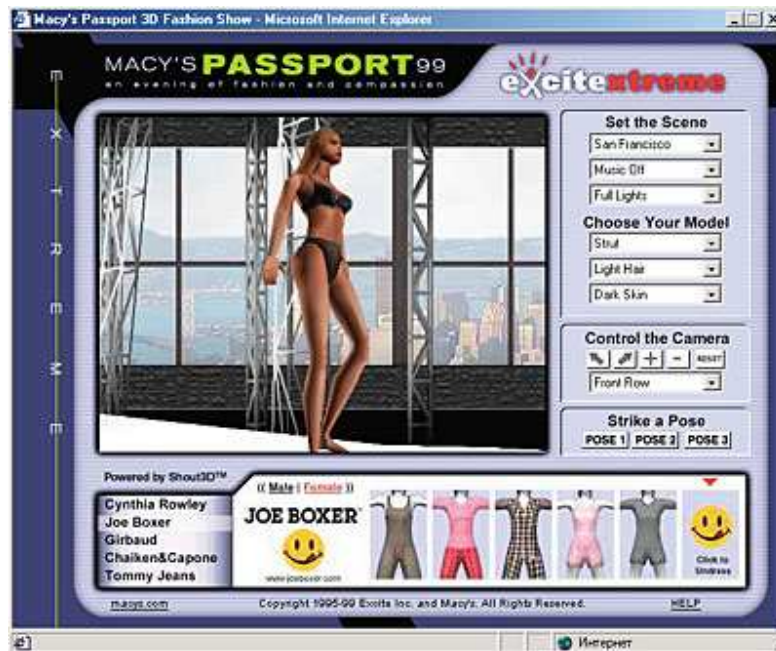 Macy's Passport 3D Fashion Show - Microsoft Internet Explorer
MACY'S PASSPORT 99
an evening of fashion and compassion
excitextreme
EXTREME
Set the Scene
San Francisco
Music Off
Full Lights
Choose Your Model
Strut
Light Hair
Dark Skin
Control the Camera
+ - RESET
Front Row
Strike a Pose
POSE 1 POSE 2 POSE 3
Powered by Shout3D™
Cynthia Rowley
Joe Boxer
Girbaud
Chaiken&Capone
Tommy Jeans
(( Male | Female ))
JOE BOXER
www.joeboxer.com
Click to
Undress
macys.com
Copyright 1995-99 Excite Inc. and Macy's. All Rights Reserved.
HELP
Интернет